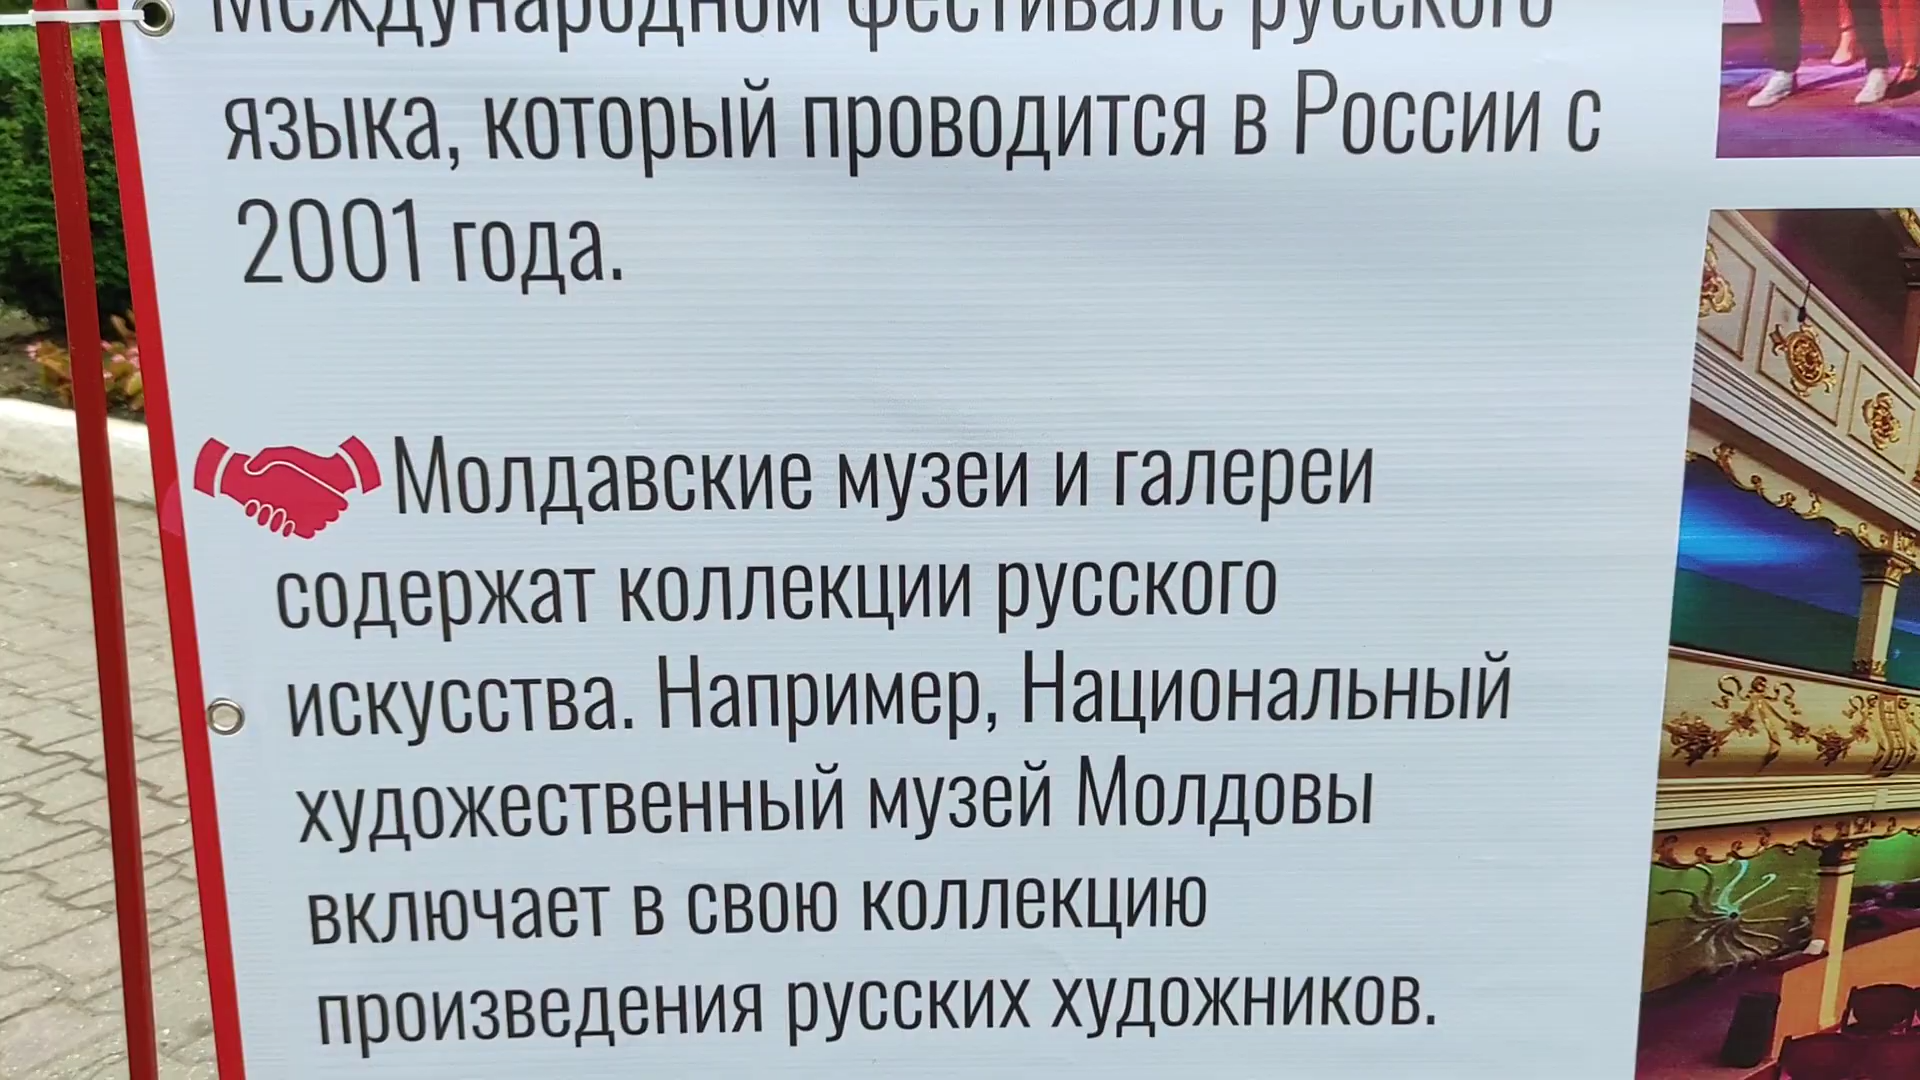 Международном фестивале русского
языка, который проводится в России с
2001 года.
Молдавские музеи и галереи
содержат коллекции русского
искусства. Например, Национальный
художественный музей Молдовы
включает в свою коллекцию
произведения русских художников.